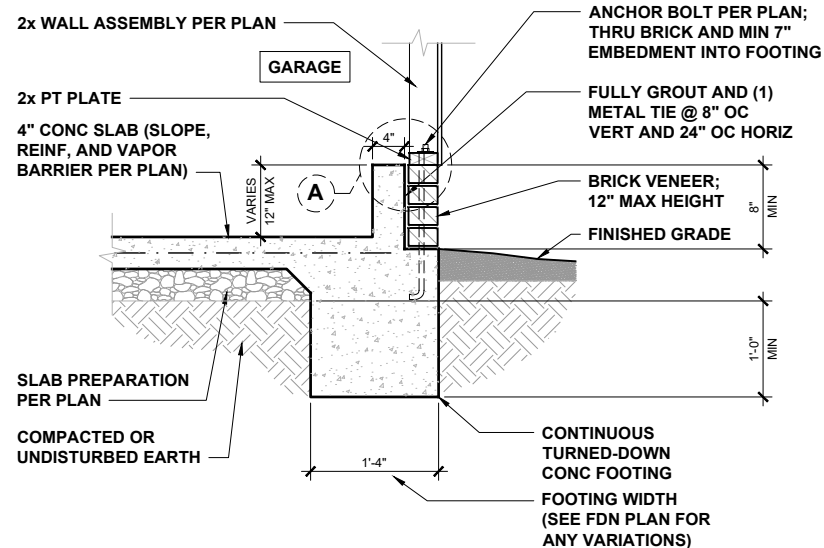 2x WALL ASSEMBLY PER PLAN
GARAGE
2x PT PLATE
4" CONC SLAB (SLOPE,
REINF, AND VAPOR
BARRIER PER PLAN)
4"
A
VARIES
12" MAX
ANCHOR BOLT PER PLAN;
THRU BRICK AND MIN 7"
EMBEDMENT INTO FOOTING
FULLY GROUT AND (1)
METAL TIE @ 8" OC
VERT AND 24" OC HORIZ
BRICK VENEER;
12" MAX HEIGHT
8"
MIN
FINISHED GRADE
1'-0"
MIN
SLAB PREPARATION
PER PLAN
COMPACTED OR
UNDISTURBED EARTH
1'-4"
CONTINUOUS
TURNED-DOWN
CONC FOOTING
FOOTING WIDTH
(SEE FDN PLAN FOR
ANY VARIATIONS)